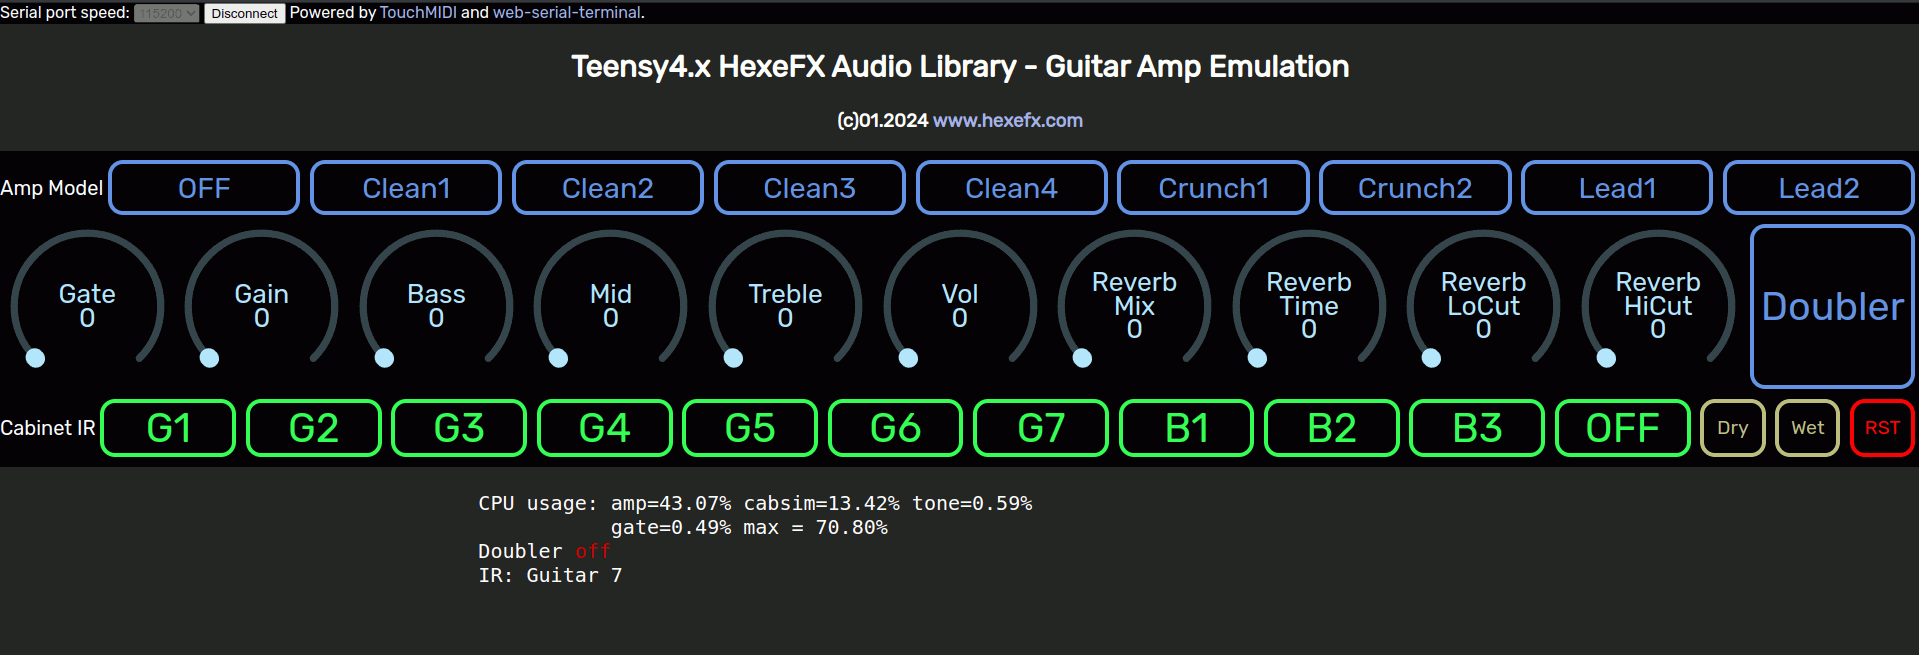 Serial port speed: 115200 Disconnect Powered by TouchMIDI and web-serial-terminal.
Teensy4.x HexeFX Audio Library - Guitar Amp Emulation
(c)01.2024 www.hexefx.com
Amp Model OFF Clean1 Clean2 Clean3 Clean4 Crunch1 Crunch2 Lead1 Lead2
Gate
0
Gain
0
Bass
0
Mid
0
Treble
0
Vol
0
Reverb
Mix
0
Reverb
Time
0
Reverb
LoCut
0
Reverb
HiCut
0
Doubler
Cabinet IR G1 G2 G3 G4 G5 G6 G7 B1 B2 B3 OFF Dry Wet RST
CPU usage: amp=43.07% cabsim=13.42% tone=0.59%
gate=0.49% max = 70.80%
Doubler off
IR: Guitar 7